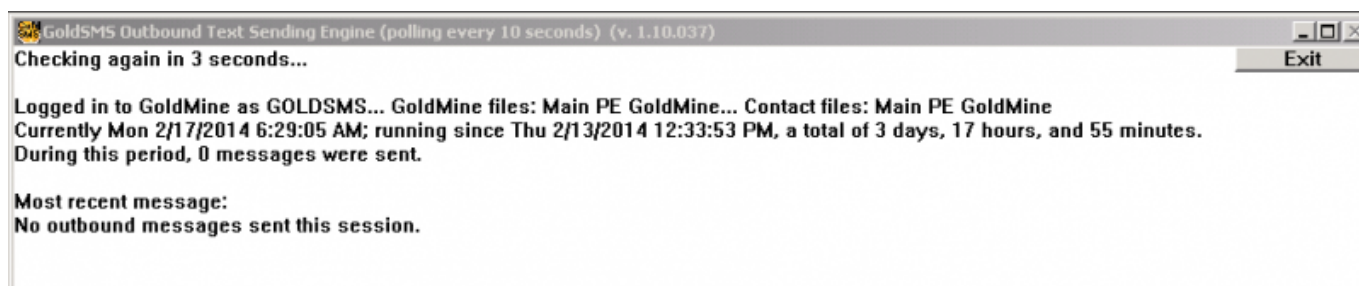 GoldSMS Outbound Text Sending Engine (polling every 10 seconds) (v. 1.10.037)
Checking again in 3 seconds...
Exit
Logged in to GoldMine as GOLDSMS... GoldMine files: Main PE GoldMine... Contact files: Main PE GoldMine
Currently Mon 2/17/2014 6:29:05 AM; running since Thu 2/13/2014 12:33:53 PM, a total of 3 days, 17 hours, and 55 minutes.
During this period, 0 messages were sent.
Most recent message:
No outbound messages sent this session.